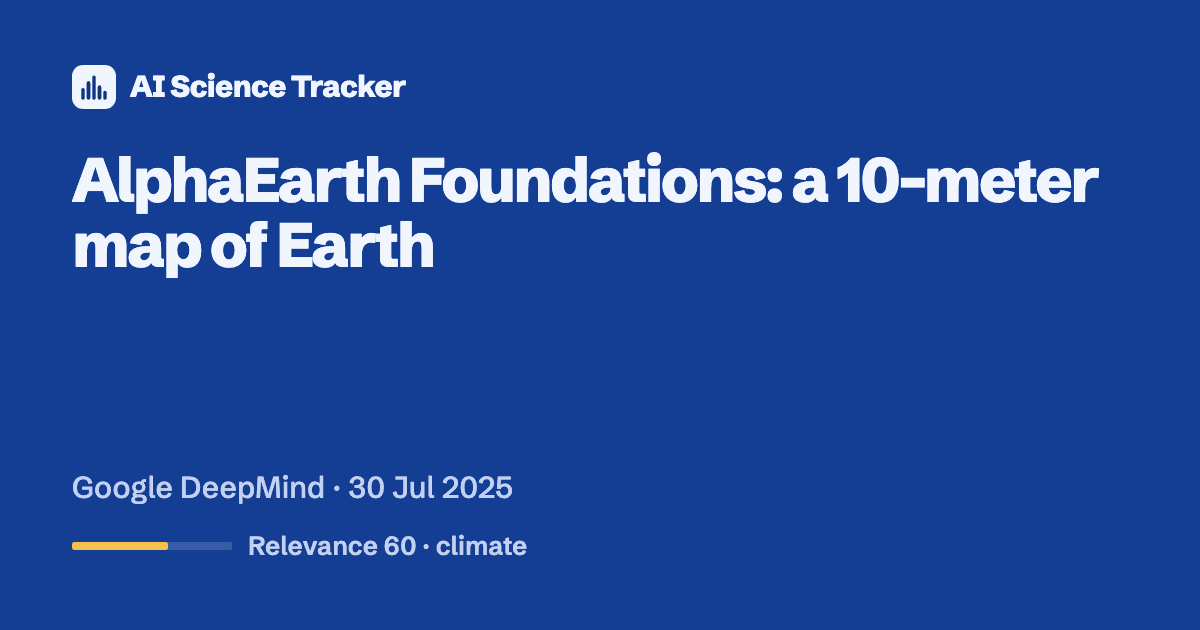 AI Science Tracker
AlphaEarth Foundations: a 10-meter
map of Earth
Google DeepMind · 30 Jul 2025
Relevance 60 · climate